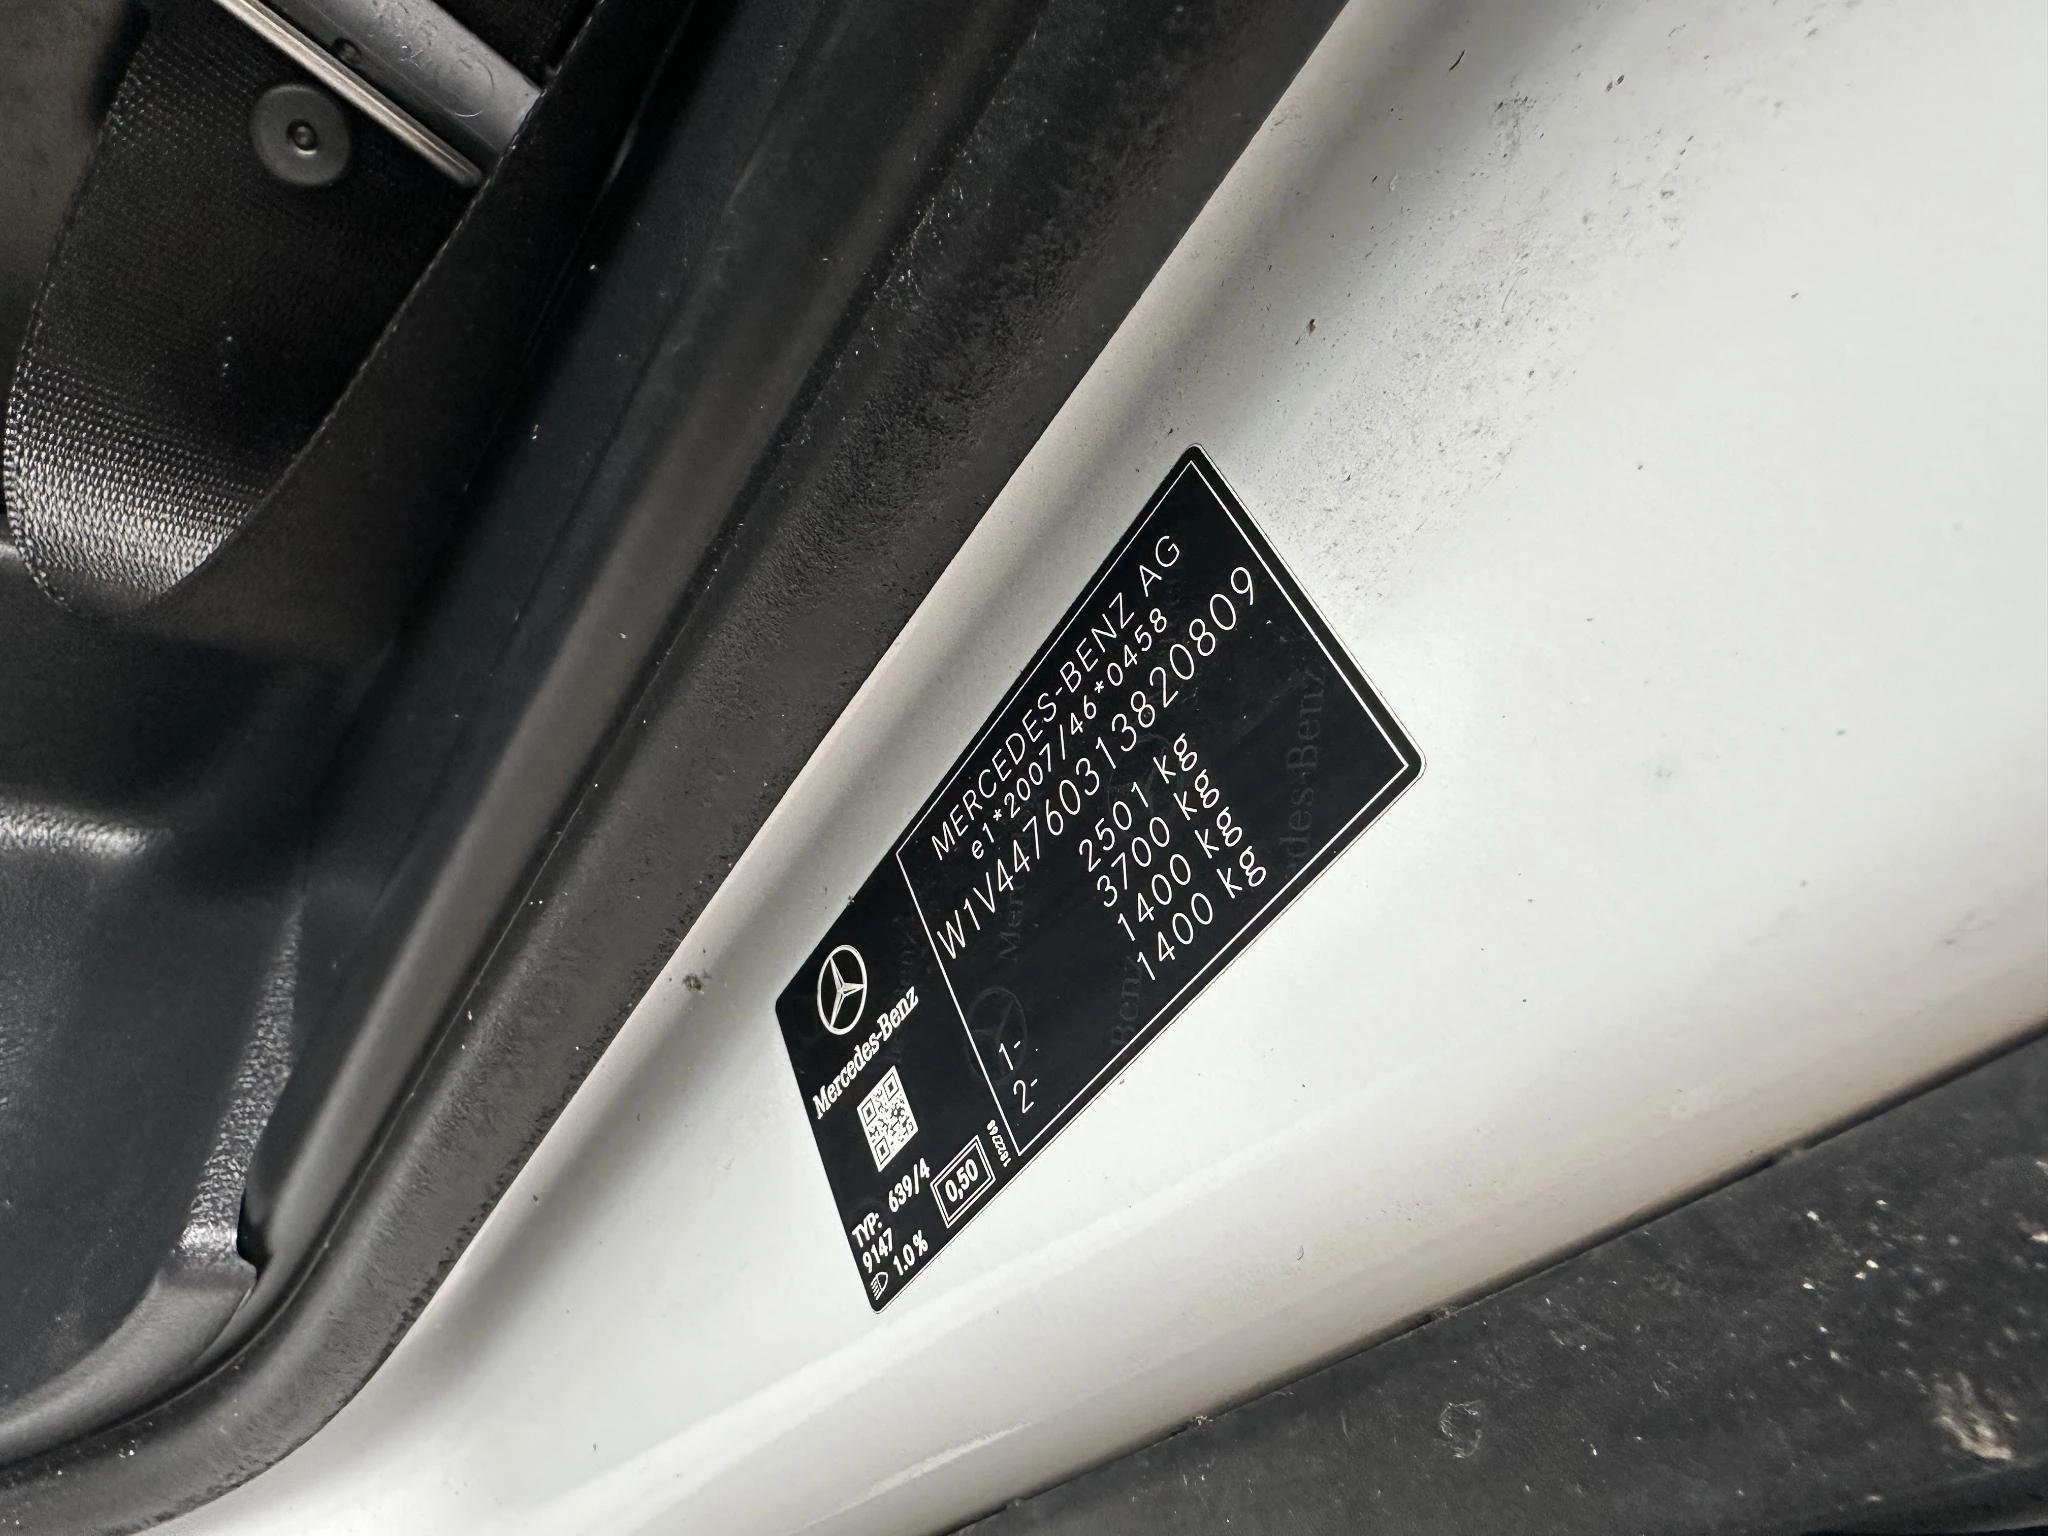 MERCEDES-BENZ AG
e1*2007/46*0458
W1V44760313820809
2501 kg
3700 kg
1- 1400 kg
2- 1400 kg
Mercedes-Benz
TYP: 639/4
9147
1.0%
0,50
182268